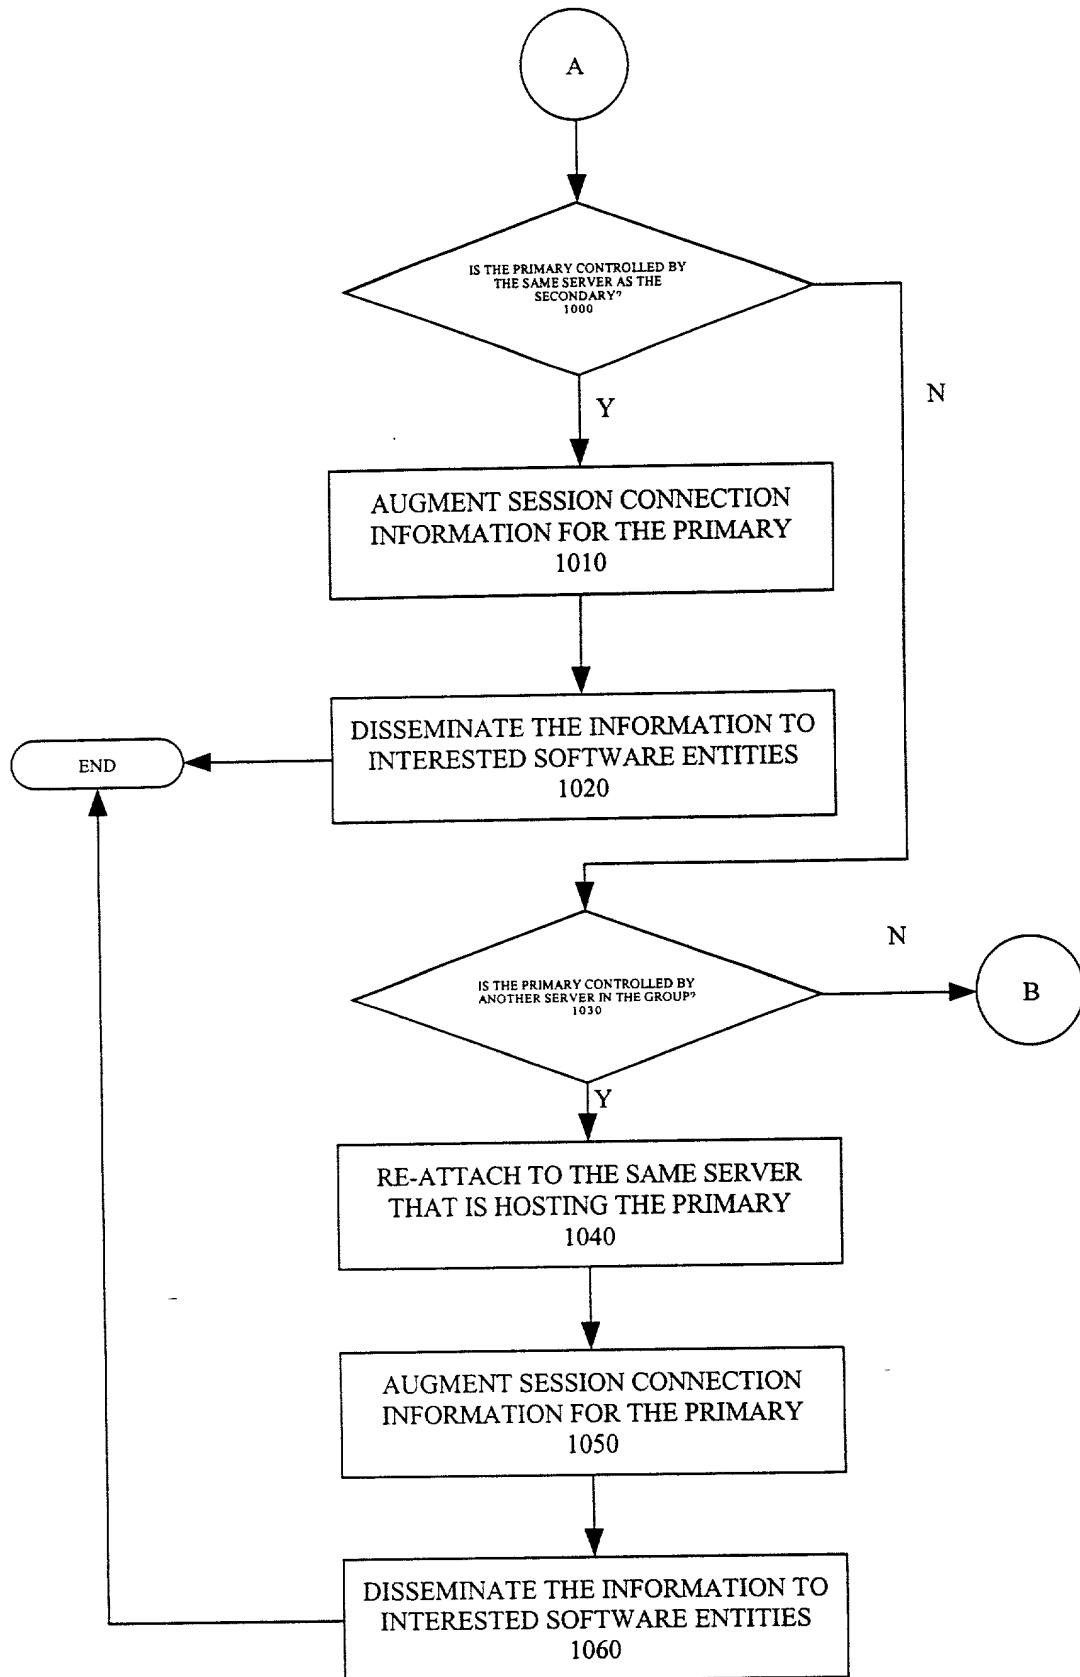 A
IS THE PRIMARY CONTROLLED BY
THE SAME SERVER AS THE
SECONDARY?
1000
Y
N
AUGMENT SESSION CONNECTION
INFORMATION FOR THE PRIMARY
1010
DISSEMINATE THE INFORMATION TO
INTERESTED SOFTWARE ENTITIES
1020
END
IS THE PRIMARY CONTROLLED BY
ANOTHER SERVER IN THE GROUP?
1030
N
B
Y
RE-ATTACH TO THE SAME SERVER
THAT IS HOSTING THE PRIMARY
1040
AUGMENT SESSION CONNECTION
INFORMATION FOR THE PRIMARY
1050
DISSEMINATE THE INFORMATION TO
INTERESTED SOFTWARE ENTITIES
1060